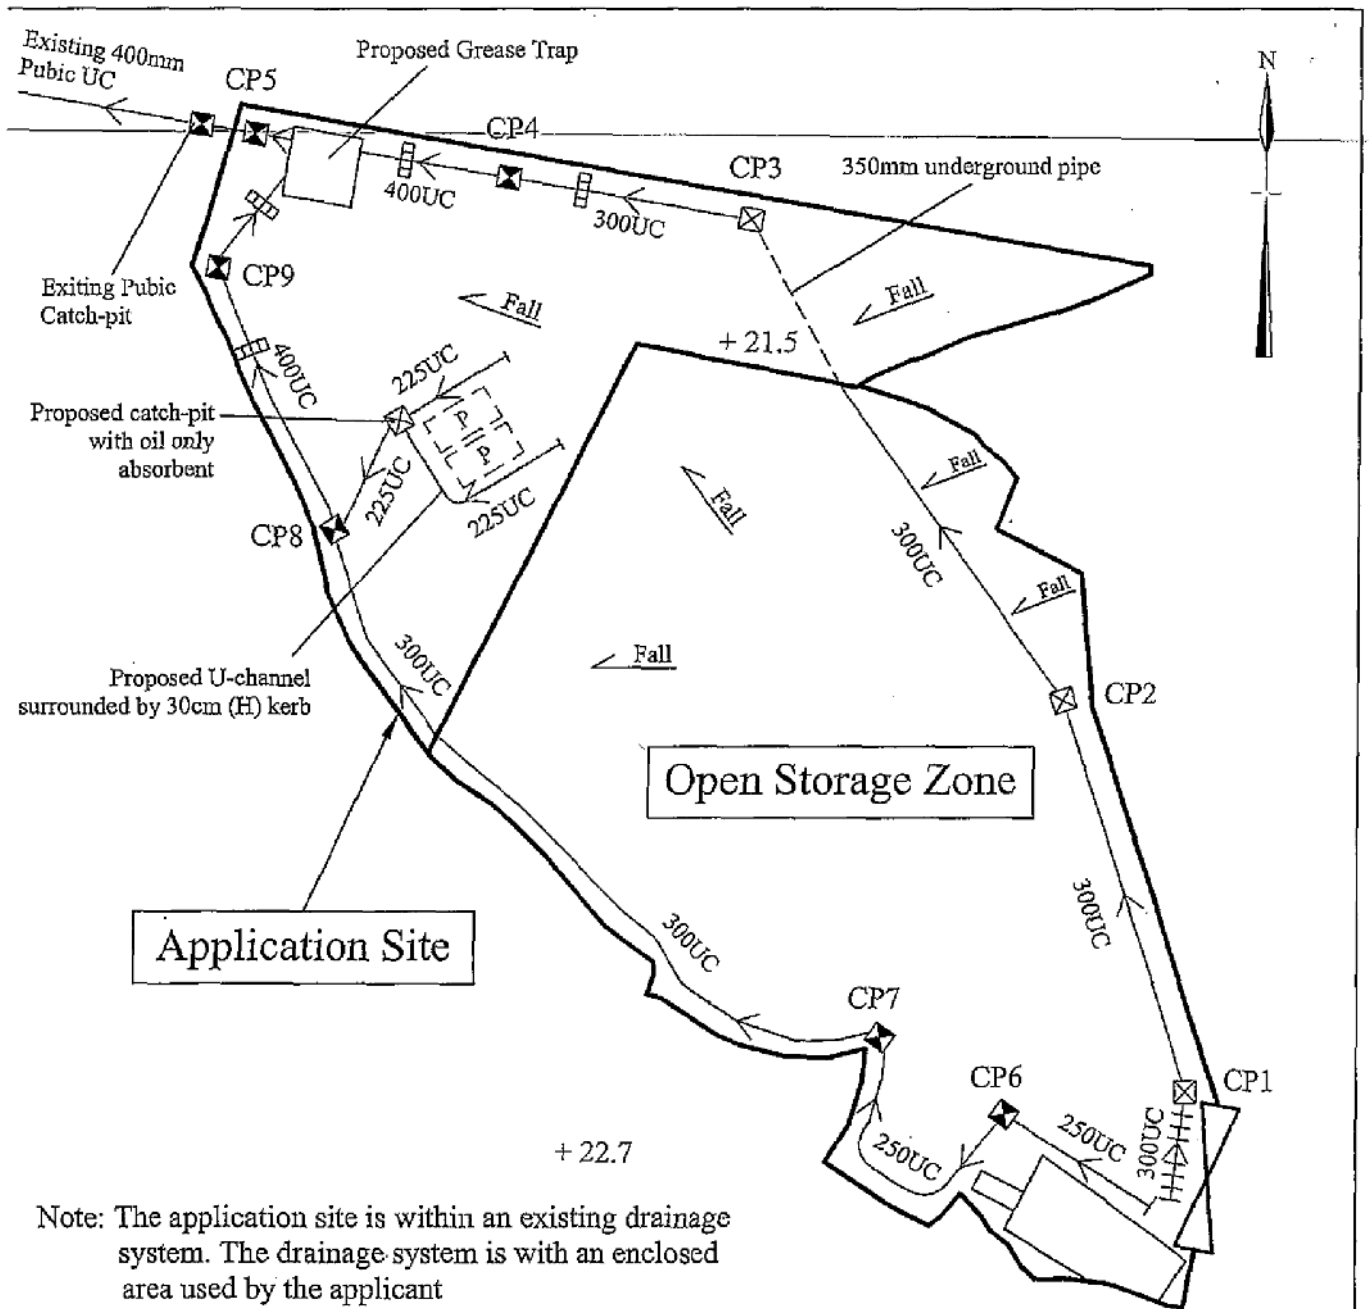 Existing 400mm
Pubic UC
CP5
Proposed Grease Trap
N
CP4
CP3
350mm underground pipe
400UC
300UC
CP9
Exiting Pubic
Catch-pit
Fall
Fall
+ 21.5
400UC
225UC
Proposed catch-pit
with oil only
absorbent
P
P
225UC
225UC
Fall
Fall
CP8
300UC
Fall
300UC
Fall
Proposed U-channel
surrounded by 30cm (H) kerb
CP2
Open Storage Zone
300UC
Application Site
300UC
CP7
CP6
CP1
250UC
250UC
300UC
+ 22.7
Note: The application site is within an existing drainage
system. The drainage system is with an enclosed
area used by the applicant